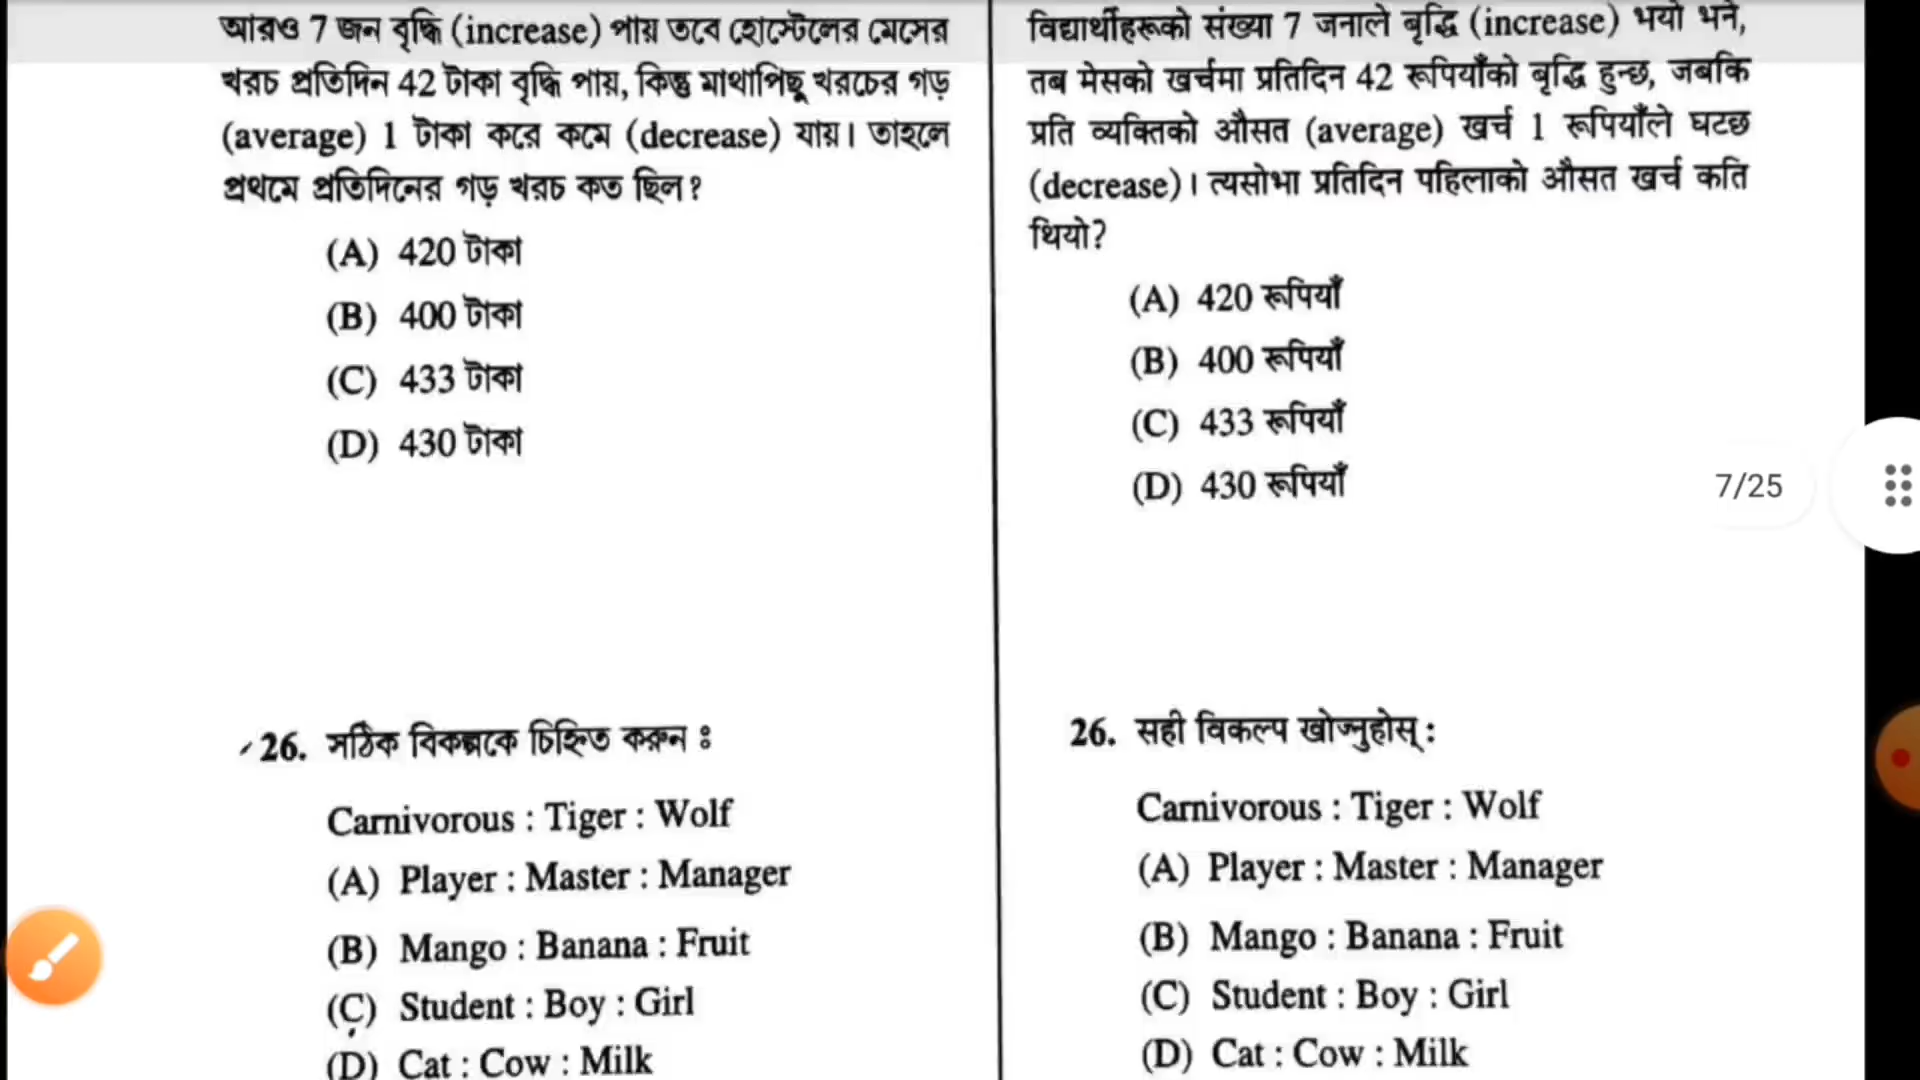 আরও 7 জন বৃদ্ধি (increase) পায় তবে হোস্টেলের মেসের
খরচ প্রতিদিন 42 টাকা বৃদ্ধি পায়, কিন্তু মাথাপিছু খরচের গড়
(average) 1 টাকা করে কমে (decrease) যায়। তাহলে
প্রথমে প্রতিদিনের গড় খরচ কত ছিল?
(A) 420 টাকা
(B) 400 টাকা
(C) 433 টাকা
(D) 430 টাকা
26. সঠিক বিকল্পকে চিহ্নিত করুন ঃ
Carnivorous : Tiger : Wolf
(A) Player : Master : Manager
(B) Mango : Banana : Fruit
(C) Student : Boy : Girl
(D) Cat : Cow : Milk
विद्यार्थीहरूको संख्या 7 जनाले बृद्धि (increase) भयो भने,
तब मेसको खर्चमा प्रतिदिन 42 रूपियाँको बृद्धि हुन्छ, जबकि
प्रति व्यक्तिको औसत (average) खर्च 1 रूपियाँले घटछ
(decrease)। त्यसोभा प्रतिदिन पहिलाको औसत खर्च कति
थियो?
(A) 420 रूपियाँ
(B) 400 रूपियाँ
(C) 433 रूपियाँ
(D) 430 रूपियाँ
7/25
26. सही विकल्प खोज्नुहोस् :
Carnivorous : Tiger : Wolf
(A) Player : Master : Manager
(B) Mango : Banana : Fruit
(C) Student : Boy : Girl
(D) Cat : Cow : Milk